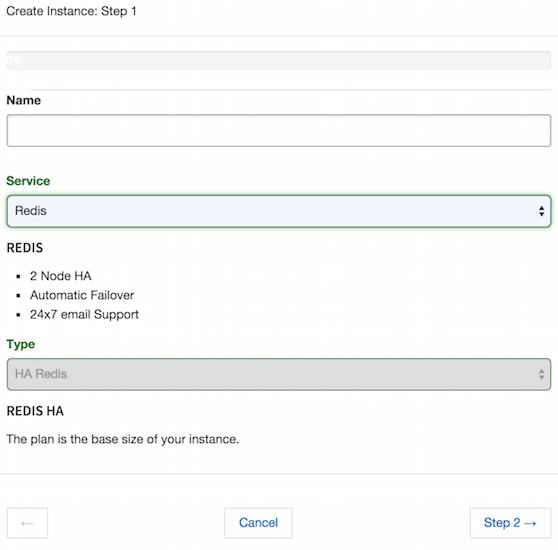 Create Instance: Step 1
0%
Name
Service
Redis
REDIS
2 Node HA
Automatic Failover
24x7 email Support
Type
HA Redis
REDIS HA
The plan is the base size of your instance.
←
Cancel
Step 2 →